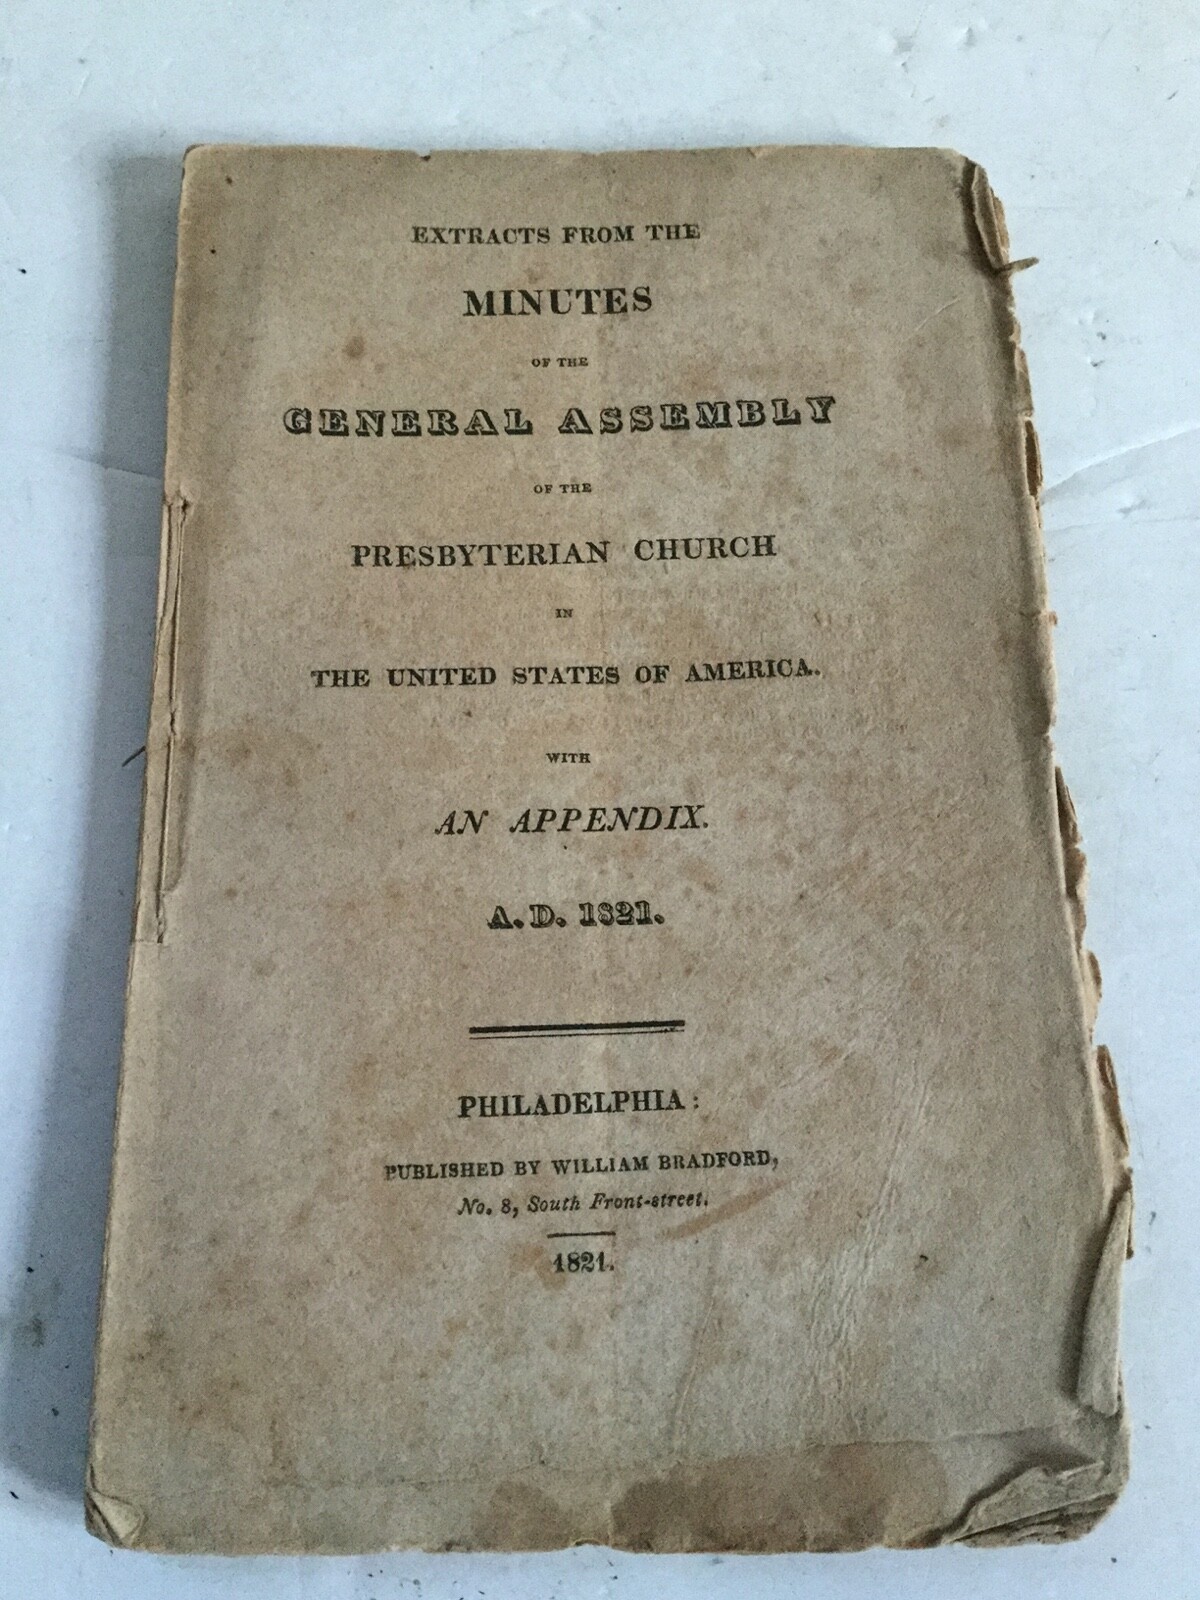 EXTRACTS FROM THE
MINUTES
OF THE
GENERAL ASSEMBLY
OF THE
PRESBYTERIAN CHURCH
IN
THE UNITED STATES OF AMERICA.
WITH
AN APPENDIX.
A. D. 1821.
PHILADELPHIA:
PUBLISHED BY WILLIAM BRADFORD,
No. 8, South Front-street.
1821.